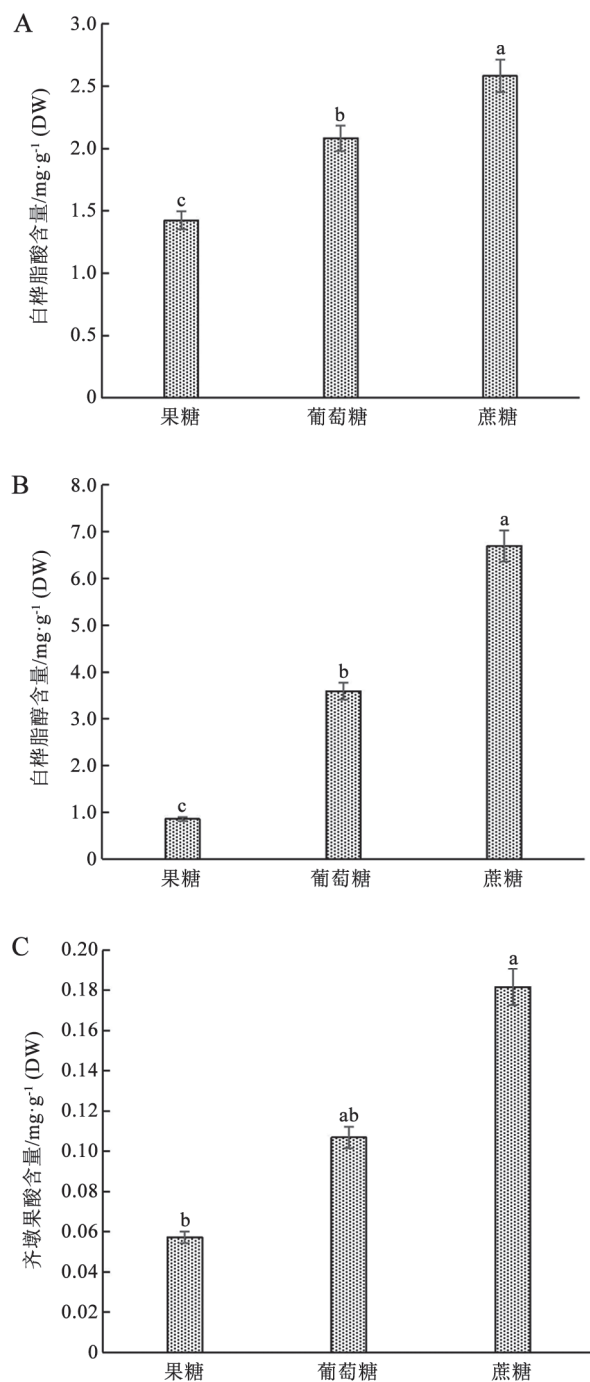 A
白桦脂酸含量/mg·g-1 (DW)
3.0
2.5
2.0
1.5
1.0
0.5
0
c
b
a
果糖 葡萄糖 蔗糖
B
白桦脂醇含量/mg·g-1 (DW)
8.0
7.0
6.0
5.0
4.0
3.0
2.0
1.0
0
c
b
a
果糖 葡萄糖 蔗糖
C
齐墩果酸含量/mg·g-1 (DW)
0.20
0.18
0.16
0.14
0.12
0.10
0.08
0.06
0.04
0.02
0
b
ab
a
果糖 葡萄糖 蔗糖